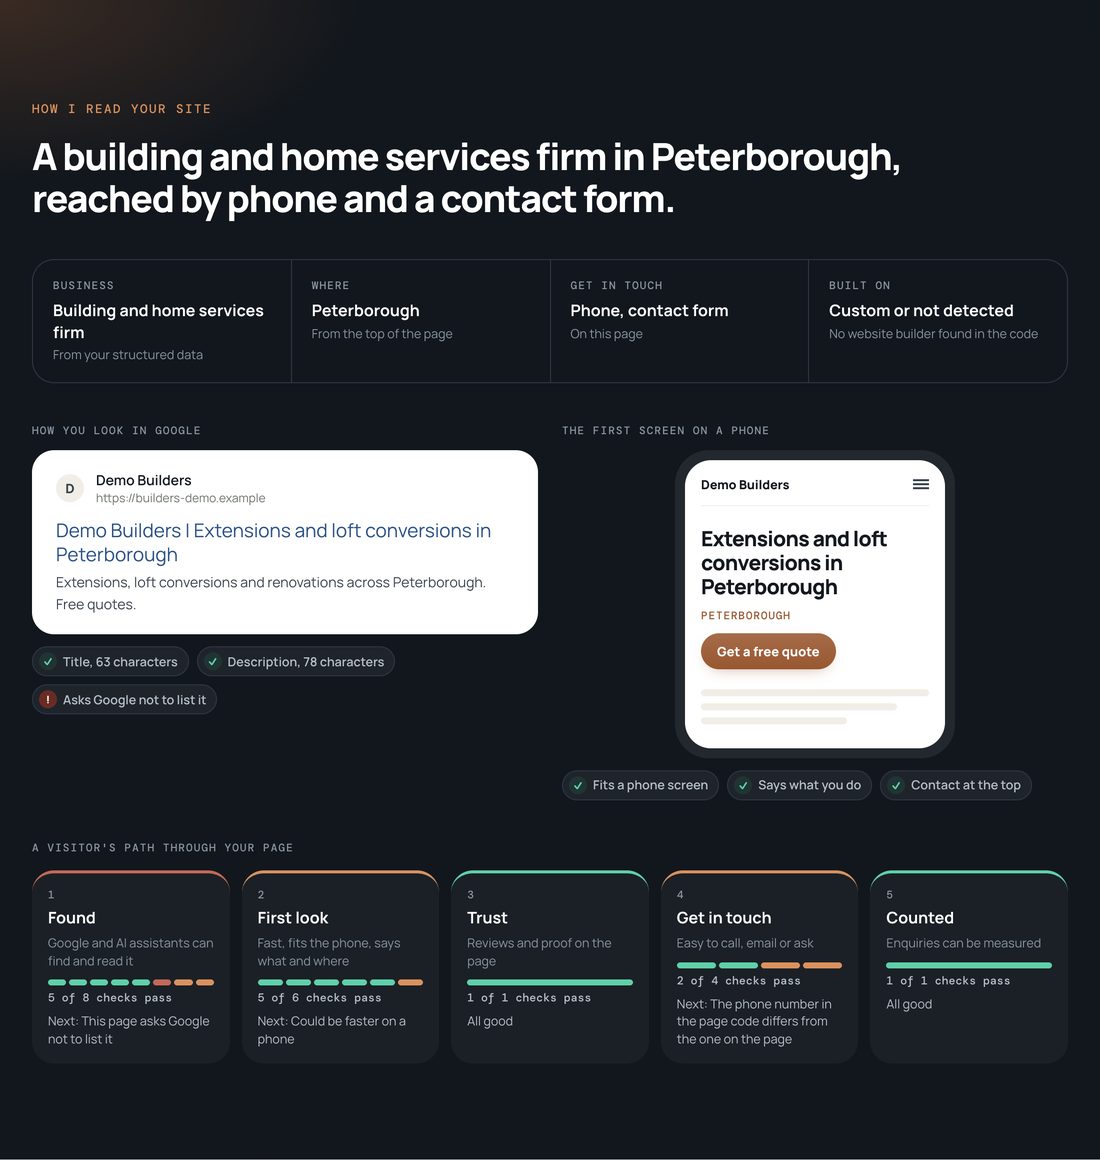 HOW I READ YOUR SITE
A building and home services firm in Peterborough,
reached by phone and a contact form.
BUSINESS
Building and home services
firm
From your structured data
WHERE
Peterborough
From the top of the page
GET IN TOUCH
Phone, contact form
On this page
BUILT ON
Custom or not detected
No website builder found in the code
HOW YOU LOOK IN GOOGLE
D
Demo Builders
https://builders-demo.example
Demo Builders | Extensions and loft conversions in
Peterborough
Extensions, loft conversions and renovations across Peterborough.
Free quotes.
Title, 63 characters
Description, 78 characters
! Asks Google not to list it
THE FIRST SCREEN ON A PHONE
Demo Builders
Extensions and loft
conversions in
Peterborough
PETERBOROUGH
Get a free quote
Fits a phone screen
Says what you do
Contact at the top
A VISITOR'S PATH THROUGH YOUR PAGE
1
Found
Google and AI assistants can
find and read it
5 of 8 checks pass
Next: This page asks Google
not to list it
2
First look
Fast, fits the phone, says
what and where
5 of 6 checks pass
Next: Could be faster on a
phone
3
Trust
Reviews and proof on the
page
1 of 1 checks pass
All good
4
Get in touch
Easy to call, email or ask
2 of 4 checks pass
Next: The phone number in
the page code differs from
the one on the page
5
Counted
Enquiries can be measured
1 of 1 checks pass
All good